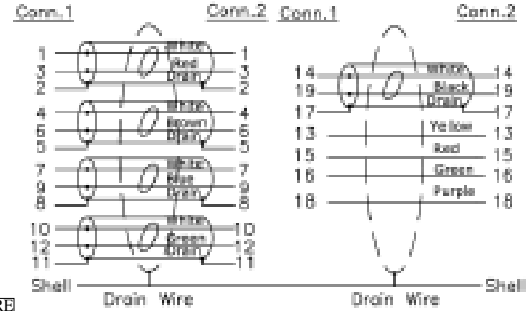 Conn.1 Conn.2 Conn.1 Conn.2
1 White 1
3 Red 3
2 Drain 2
4 White 4
6 Brown 6
5 Drain 5
7 White 7
9 Blue 9
8 Drain 8
10 White 10
12 Green 12
11 Drain 11
14 White 14
19 Black 19
17 Drain 17
13 Yellow 13
15 Red 15
16 Green 16
18 Purple 18
Shell Shell
Drain Wire Drain Wire
RE